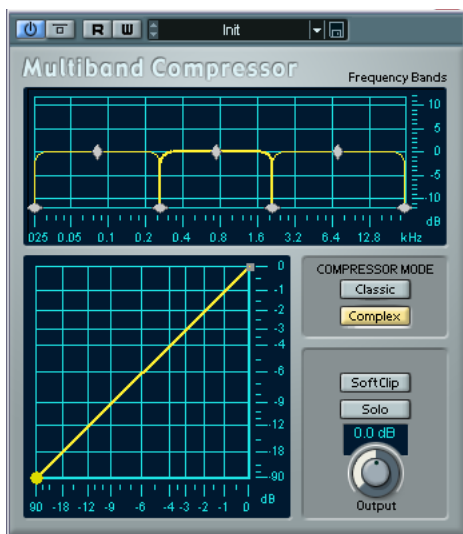 R W Init
Multiband Compressor
Frequency Bands
10
5
0
-5
-10
dB
025 0.05 0.1 0.2 0.4 0.8 1.6 3.2 6.4 12.8 kHz
COMPRESSOR MODE
Classic
Complex
0
-1
-2
-3
-4
-6
-9
-12
-18
-90
dB
90 -18 -12 -9 -6 -4 -3 -2 -1 0
SoftClip
Solo
0.0 dB
Output